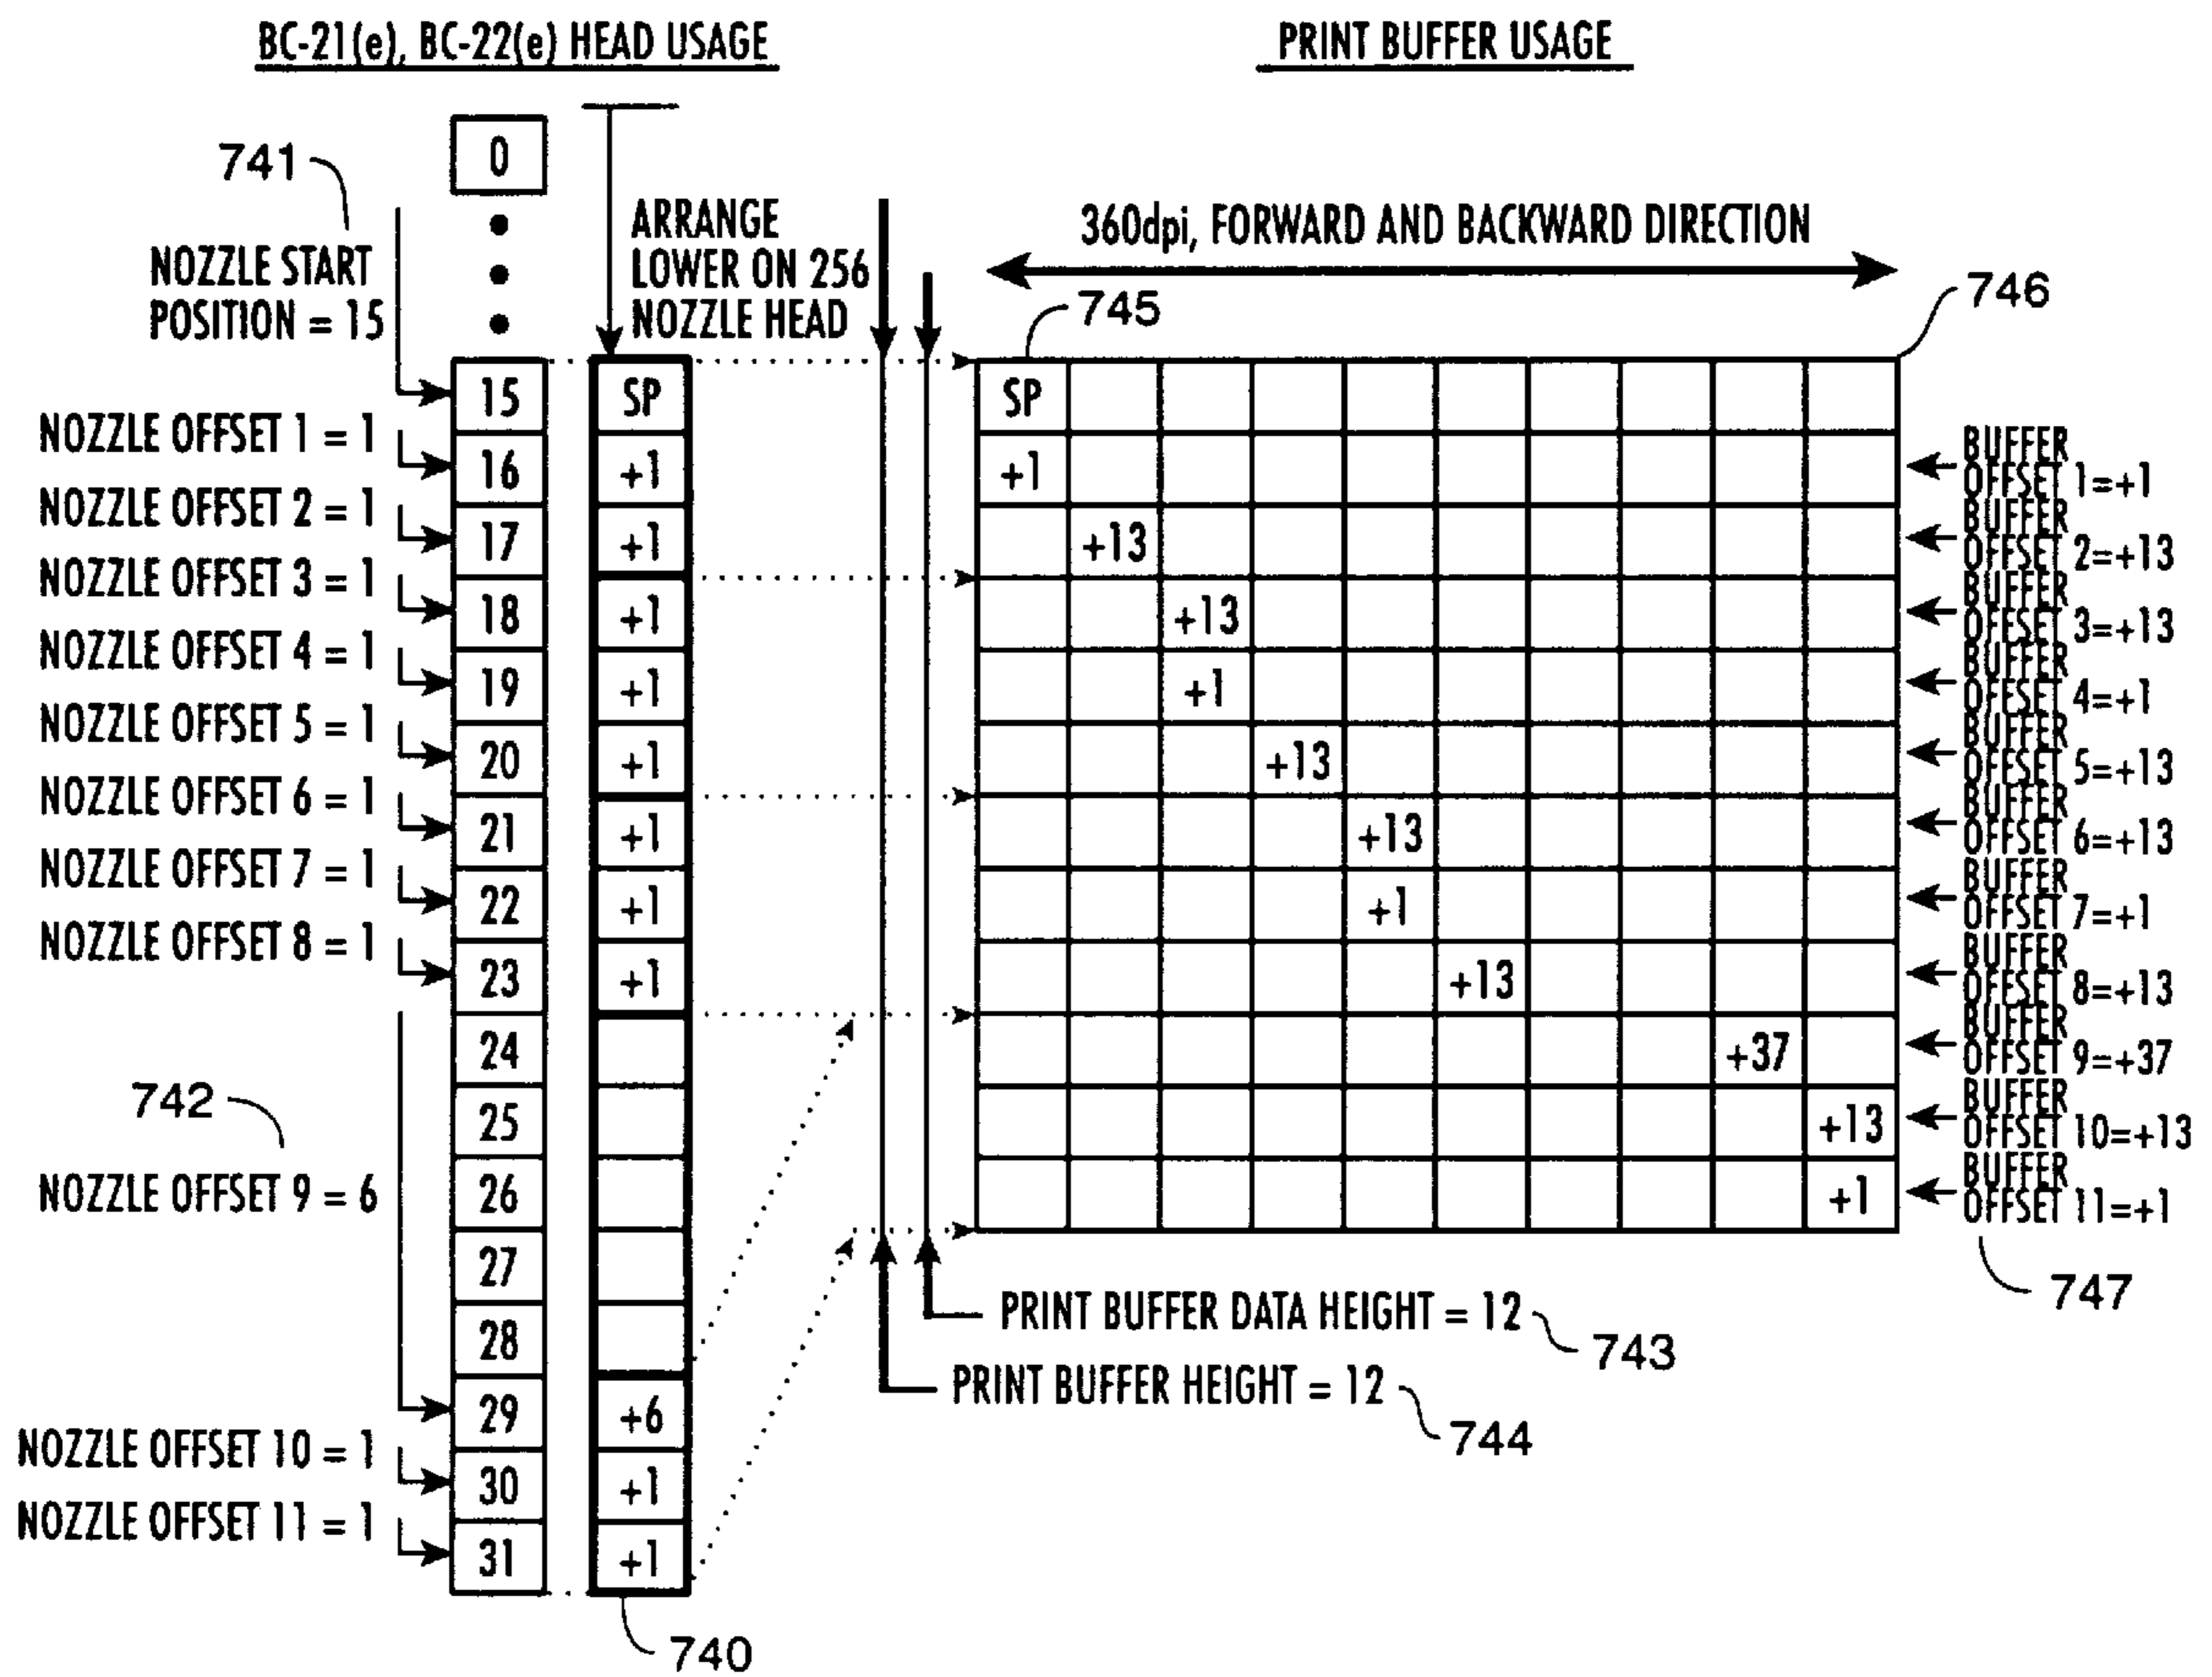 BC-21(e), BC-22(e) HEAD USAGE
PRINT BUFFER USAGE
0
741
NOZZLE START
POSITION = 15
ARRANGE
LOWER ON 256
NOZZLE HEAD
360dpi, FORWARD AND BACKWARD DIRECTION
745
746
15
SP
SP
NOZZLE OFFSET 1 = 1
16
+1
+1
BUFFER
OFFSET 1=+1
NOZZLE OFFSET 2 = 1
17
+1
+13
BUFFER
OFFSET 2=+13
NOZZLE OFFSET 3 = 1
18
+1
+13
BUFFER
OFFSET 3=+13
NOZZLE OFFSET 4 = 1
19
+1
+1
BUFFER
OFFSET 4=+1
NOZZLE OFFSET 5 = 1
20
+1
+13
BUFFER
OFFSET 5=+13
NOZZLE OFFSET 6 = 1
21
+1
+13
BUFFER
OFFSET 6=+13
NOZZLE OFFSET 7 = 1
22
+1
+1
BUFFER
OFFSET 7=+1
NOZZLE OFFSET 8 = 1
23
+1
+13
BUFFER
OFFSET 8=+13
24
+37
BUFFER
OFFSET 9=+37
742
25
+13
BUFFER
OFFSET 10=+13
NOZZLE OFFSET 9 = 6
26
+1
BUFFER
OFFSET 11=+1
27
747
28
PRINT BUFFER DATA HEIGHT = 12
743
PRINT BUFFER HEIGHT = 12
744
29
+6
NOZZLE OFFSET 10 = 1
30
+1
NOZZLE OFFSET 11 = 1
31
+1
740